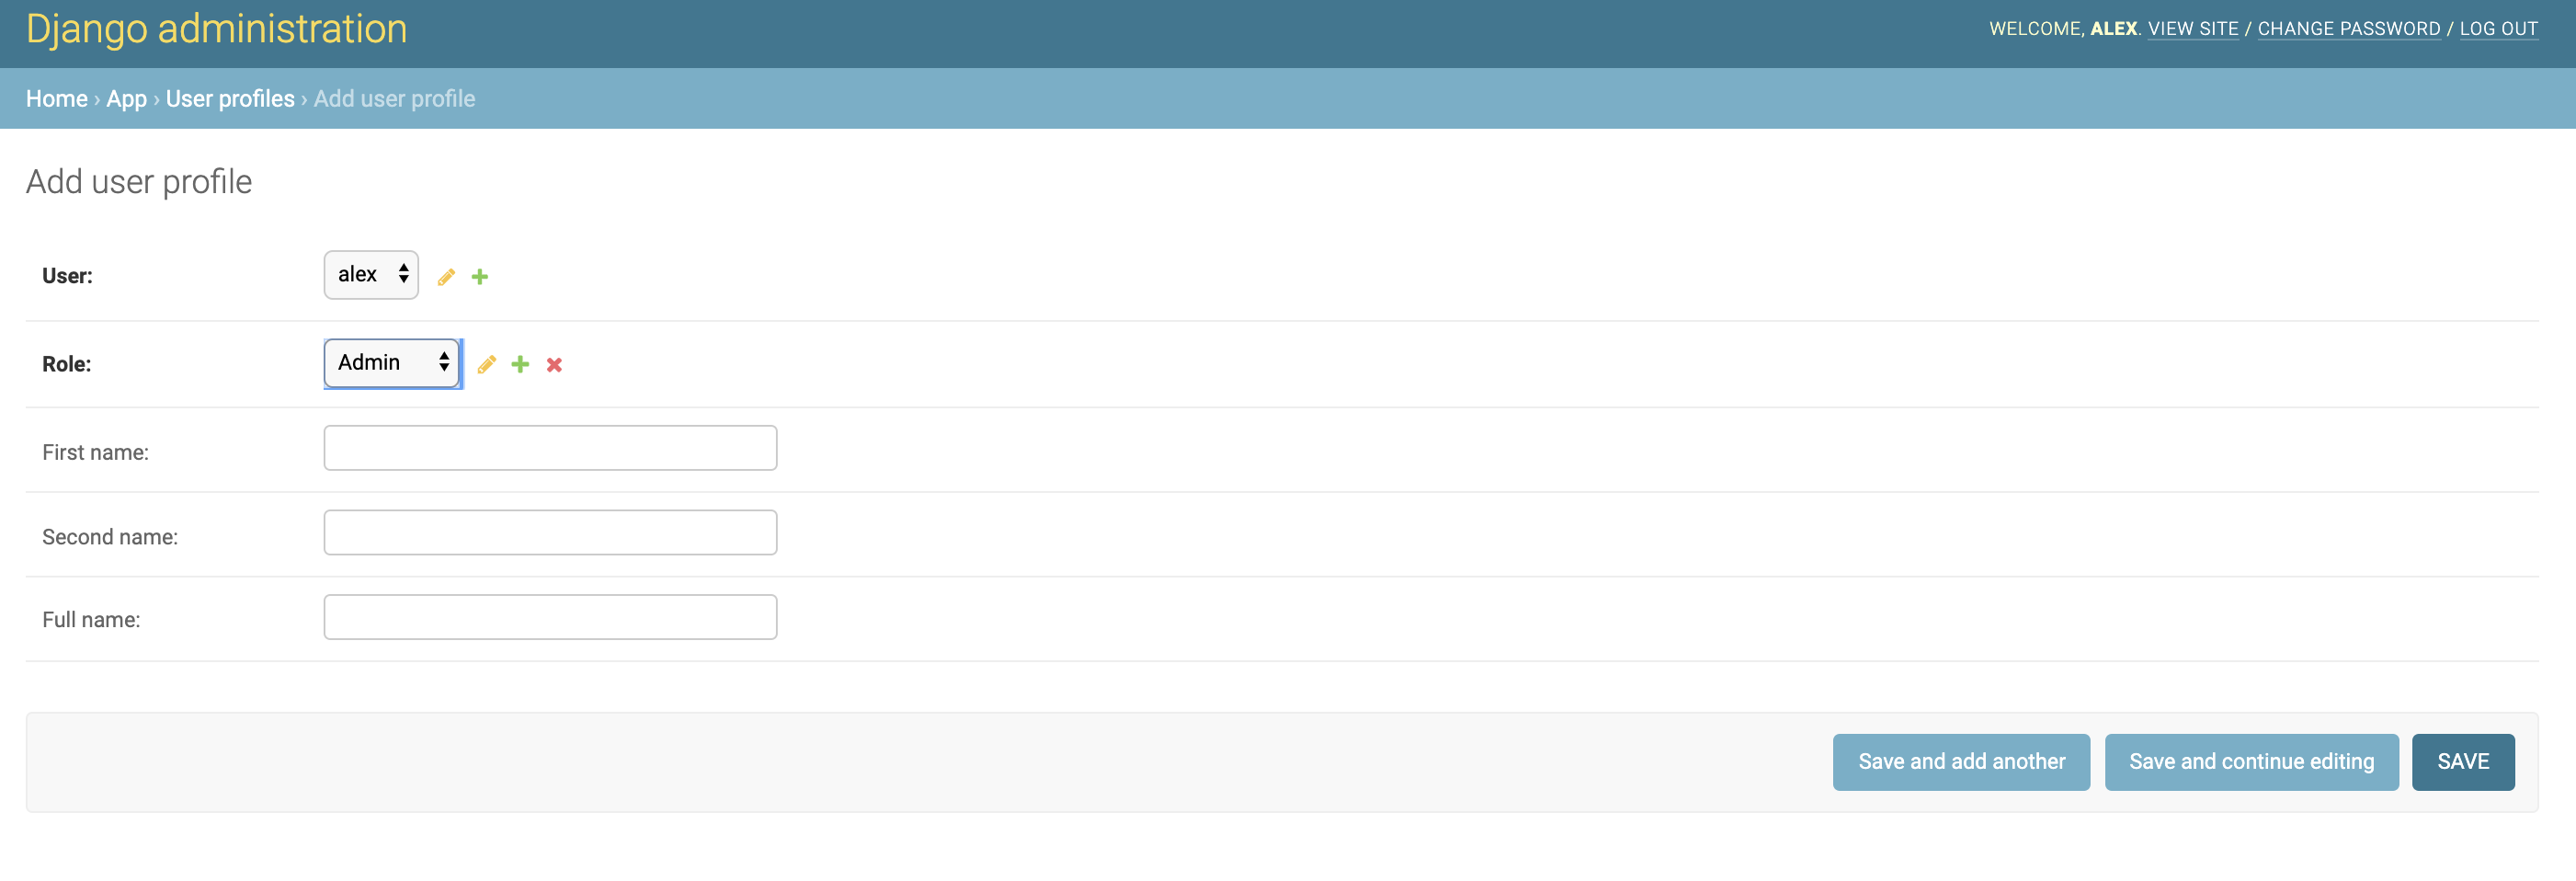 Django administration
WELCOME, ALEX. VIEW SITE / CHANGE PASSWORD / LOG OUT
Home › App › User profiles › Add user profile
Add user profile
User: alex
Role: Admin
First name:
Second name:
Full name:
Save and add another Save and continue editing SAVE